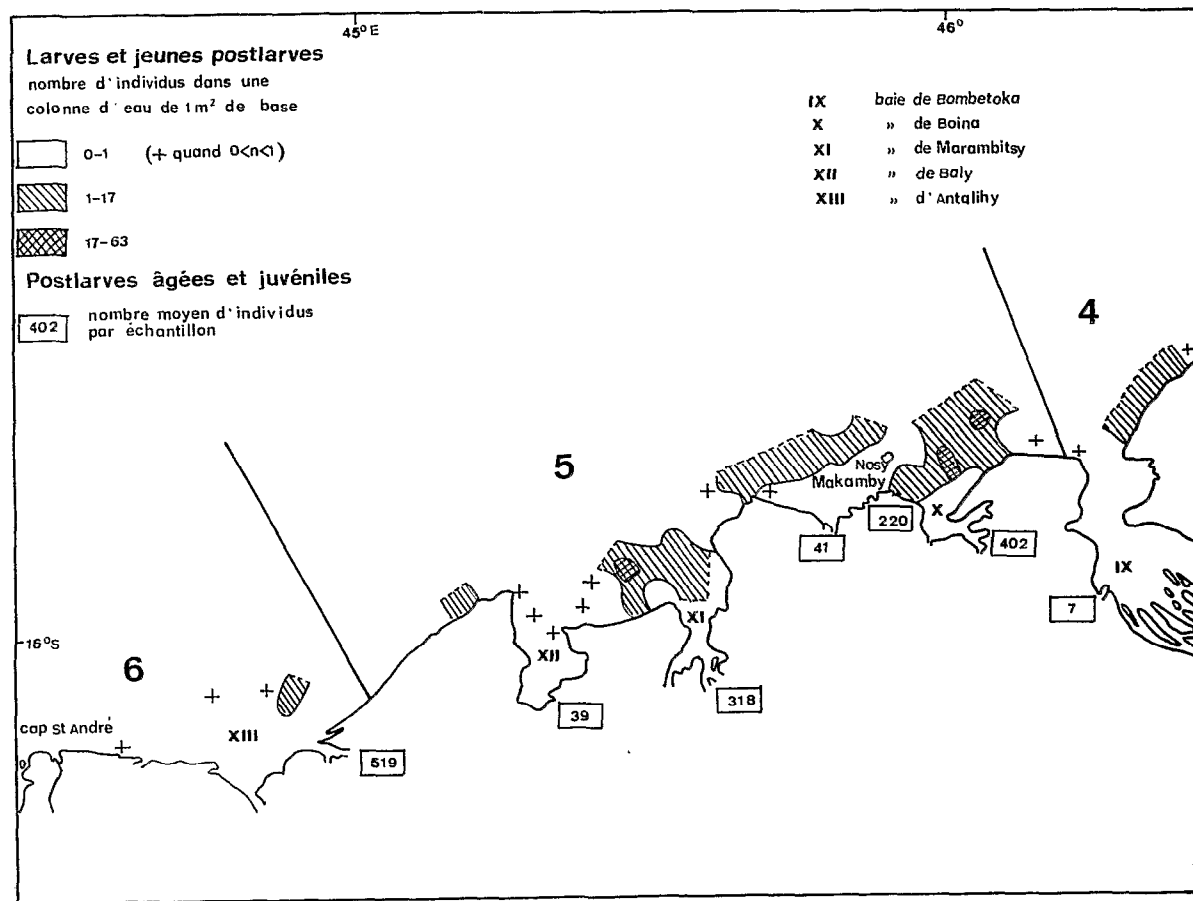 45° E
46°
Larves et jeunes postlarves
nombre d'individus dans une
colonne d'eau de 1 m² de base
0-1 (+ quand 0<n<1)
1-17
17-63
Postlarves âgées et juvéniles
402 nombre moyen d'individus
par échantillon
IX baie de Bombetoka
X » de Boina
XI » de Marambitsy
XII » de Baly
XIII » d'Antalihy
4
5
Nosy
Makamby
220
X
402
41
IX
7
XI
16°S
XII
6
318
39
cap St André
XIII
519